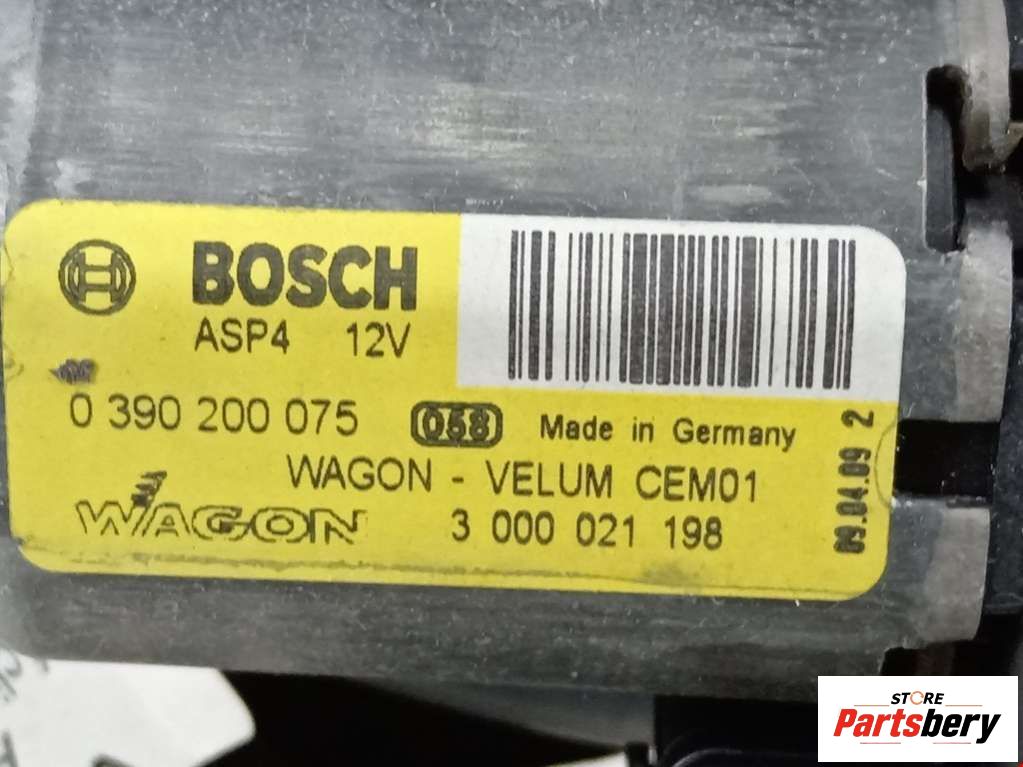 BOSCH
ASP4 12V
0 390 200 075 058 Made in Germany
WAGON - VELUM CEM01
WAGON 3 000 021 198
09.04.09 2
STORE
Partsbery